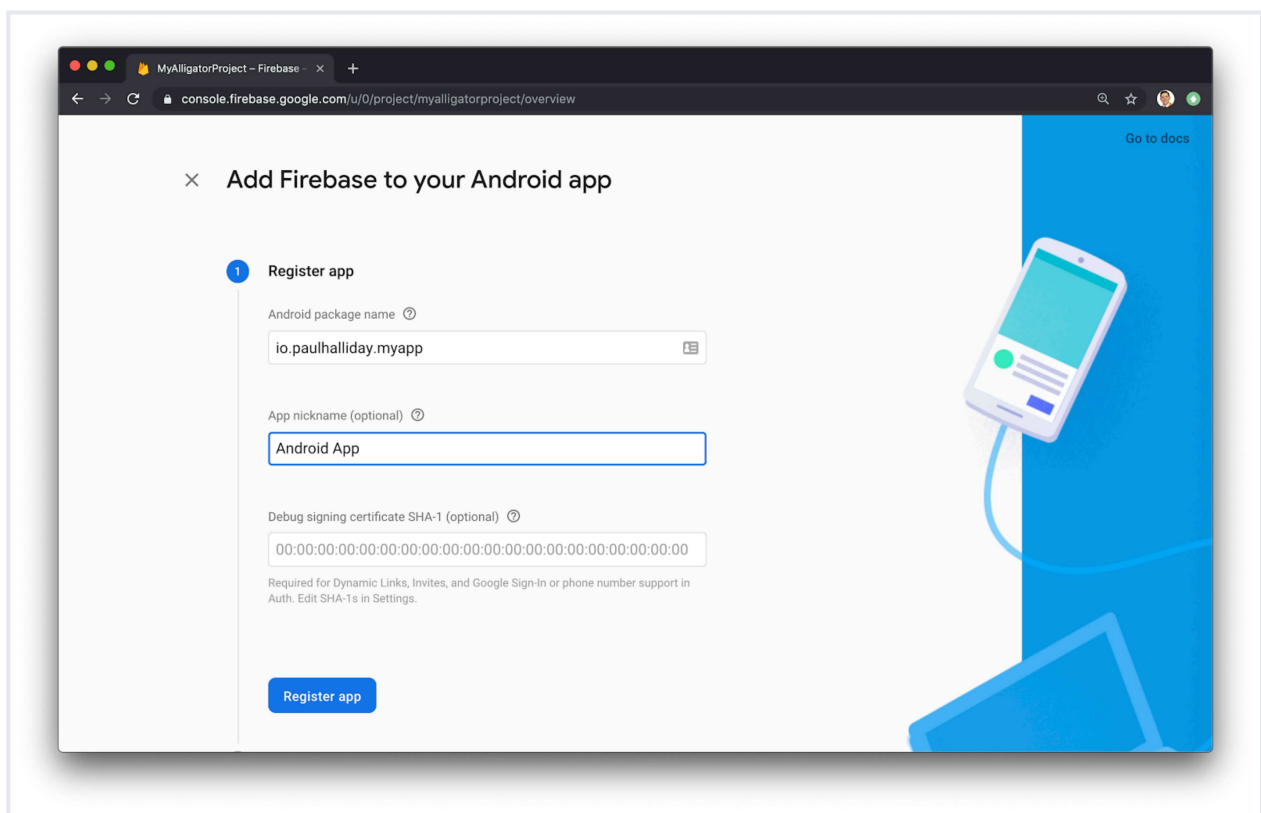 MyAlligatorProject – Firebase –
console.firebase.google.com/u/0/project/myalligatorproject/overview
Go to docs
Add Firebase to your Android app
1 Register app
Android package name
io.paulhalliday.myapp
App nickname (optional)
Android App
Debug signing certificate SHA-1 (optional)
00:00:00:00:00:00:00:00:00:00:00:00:00:00:00:00:00:00:00:00
Required for Dynamic Links, Invites, and Google Sign-In or phone number support in
Auth. Edit SHA-1s in Settings.
Register app